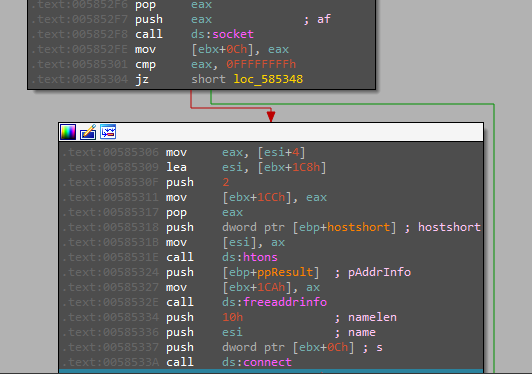 .text:005852F6 pop eax
.text:005852F7 push eax ; af
.text:005852F8 call ds:socket
.text:005852FE mov [ebx+0Ch], eax
.text:00585301 cmp eax, 0FFFFFFFFh
.text:00585304 jz short loc_585348
.text:00585306 mov eax, [esi+4]
.text:00585309 lea esi, [ebx+1C8h]
.text:0058530F push 2
.text:00585311 mov [ebx+1CCh], eax
.text:00585317 pop eax
.text:00585318 push dword ptr [ebp+hostshort] ; hostshort
.text:0058531B mov [esi], ax
.text:0058531E call ds:htons
.text:00585324 push [ebp+ppResult] ; pAddrInfo
.text:00585327 mov [ebx+1CAh], ax
.text:0058532E call ds:freeaddrinfo
.text:00585334 push 10h ; namelen
.text:00585336 push esi ; name
.text:00585337 push dword ptr [ebx+0Ch] ; s
.text:0058533A call ds:connect